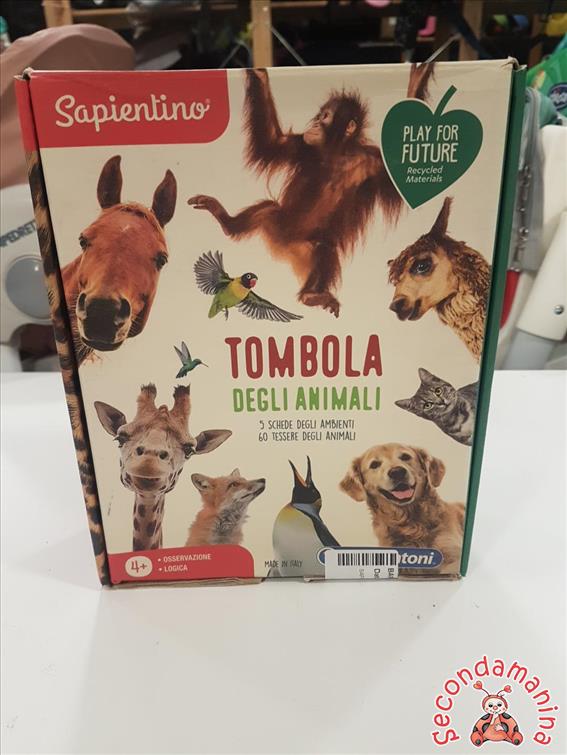 Sapientino
PLAY FOR
FUTURE
Recycled
Materials
TOMBOLA
DEGLI ANIMALI
5 SCHEDE DEGLI AMBIENTI
60 TESSERE DEGLI ANIMALI
4+
• OSSERVAZIONE
• LOGICA
MADE IN ITALY
Secondamanina